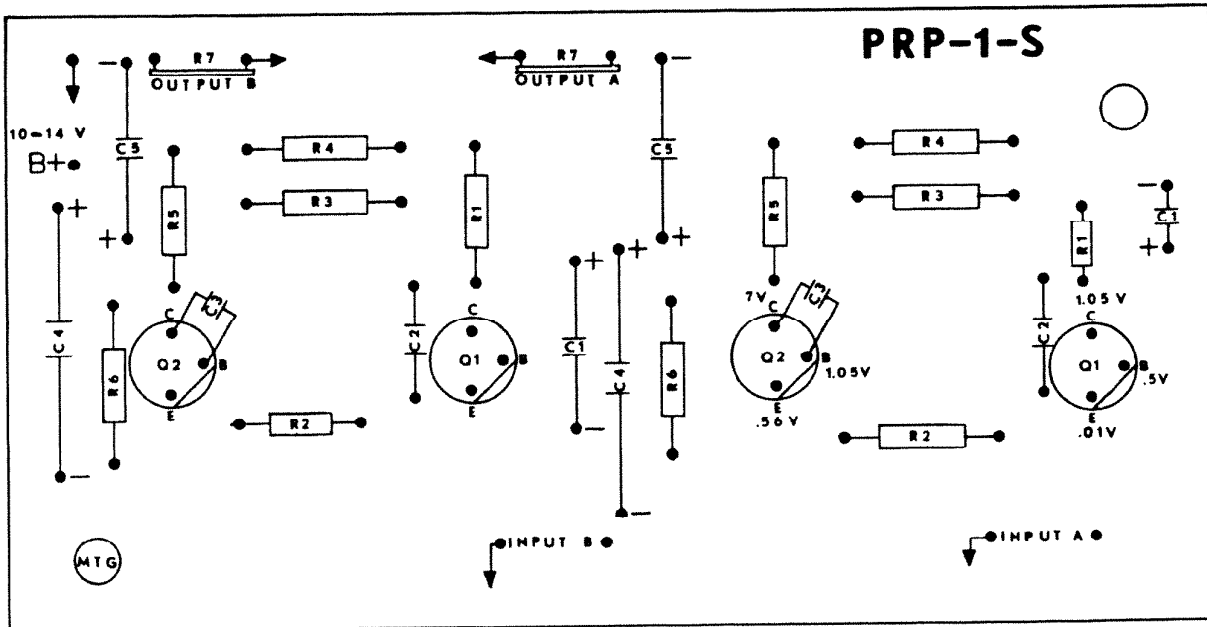 PRP-1-S
R7
OUTPUT B
R7
OUTPUT A
10-14 V
B+
C5
R4
R3
R5
R1
C5
R4
R3
R5
R1
C1
C4
R6
C
C3
Q2
B
E
R2
C2
Q1
B
E
C1
C4
R6
7V
C
C3
Q2
B
1.05V
E
.56V
R2
C2
1.05V
C
Q1
B
.5V
E
.01V
MTG
INPUT B
INPUT A